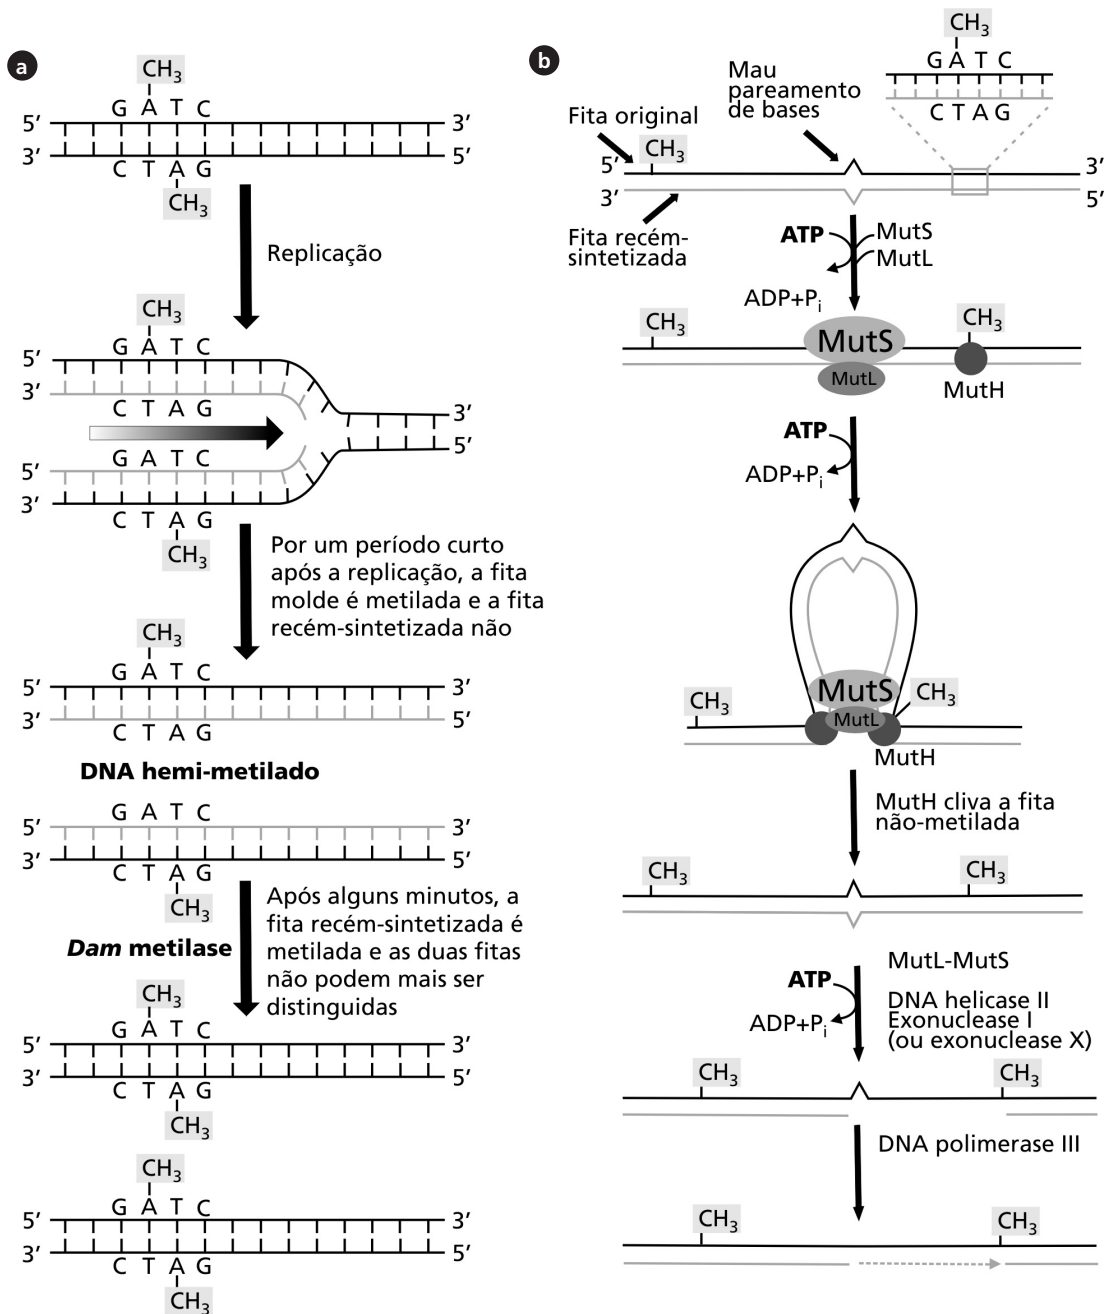 a
CH3
G A T C
5’ 3’
3’ 5’
C T A G
CH3
Replicação
CH3
G A T C
5’
3’
C T A G
3’
5’
G A T C
5’
3’
C T A G
CH3
Por um período curto
após a replicação, a fita
molde é metilada e a fita
recém-sintetizada não
CH3
G A T C
5’ 3’
3’ 5’
C T A G
DNA hemi-metilado
G A T C
5’ 3’
3’ 5’
C T A G
CH3
Após alguns minutos, a
fita recém-sintetizada é
metilada e as duas fitas
não podem mais ser
distinguidas
Dam metilase
CH3
G A T C
5’ 3’
3’ 5’
C T A G
CH3
CH3
G A T C
5’ 3’
3’ 5’
C T A G
CH3
b
CH3
G A T C
C T A G
Mau
pareamento
de bases
Fita original
CH3
5’ 3’
3’ 5’
Fita recém-
sintetizada
ATP
MutS
MutL
ADP+Pi
CH3
MutS
MutL
CH3
MutH
ATP
ADP+Pi
CH3
MutS
MutL
CH3
MutH
MutH cliva a fita
não-metilada
CH3 CH3
MutL-MutS
ATP
ADP+Pi
DNA helicase II
Exonuclease I
(ou exonuclease X)
CH3 CH3
DNA polimerase III
CH3 CH3